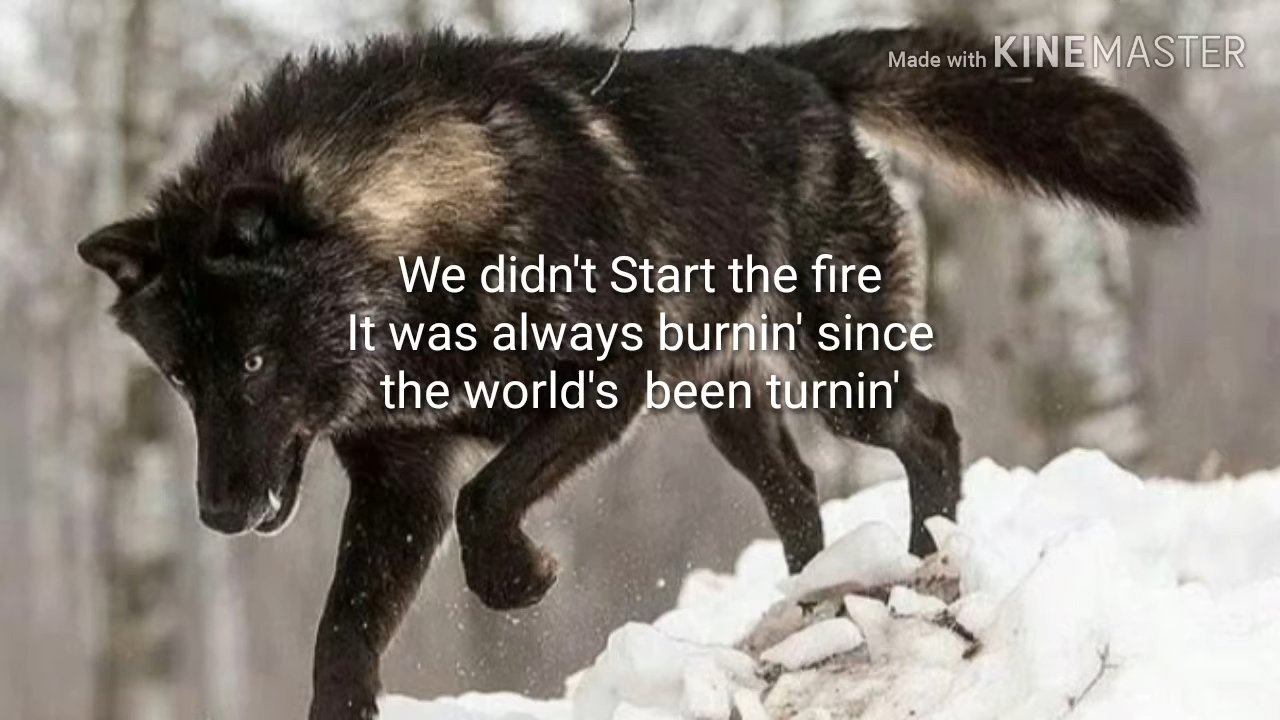 Made with KINEMASTER
We didn't Start the fire
It was always burnin' since
the world's  been turnin'